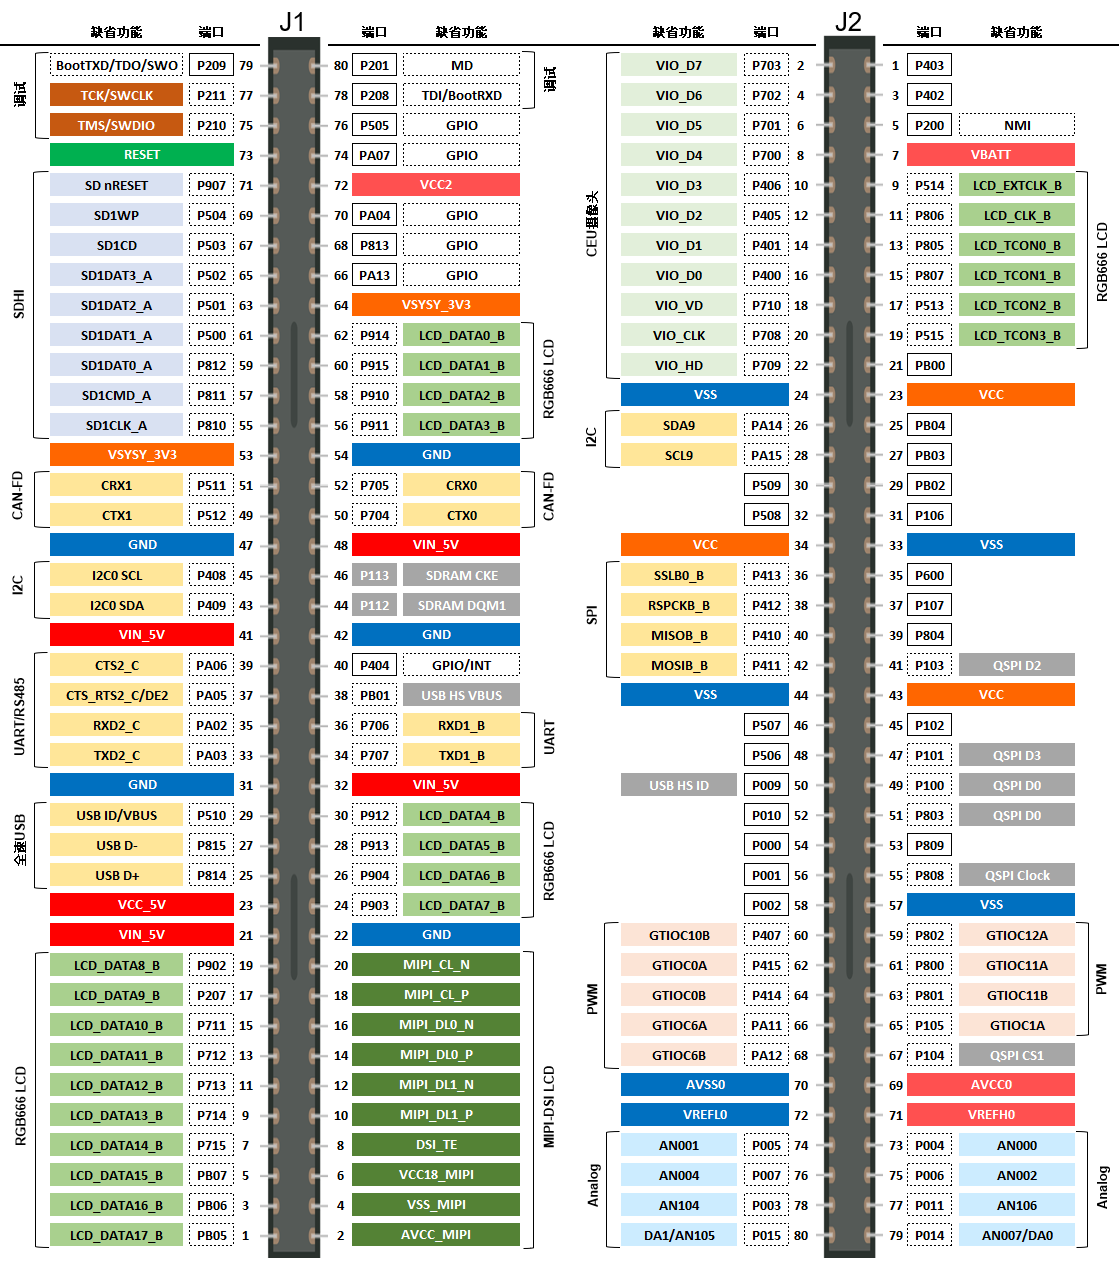 J1 J2
缺省功能 端口 端口 缺省功能 缺省功能 端口 端口 缺省功能
BootTXD/TDO/SWO P209 79 80 P201 MD VIO_D7 P703 2 1 P403
调试 调试
TCK/SWCLK P211 77 78 P208 TDI/BootRXD VIO_D6 P702 4 3 P402
TMS/SWDIO P210 75 76 P505 GPIO VIO_D5 P701 6 5 P200 NMI
RESET 73 74 PA07 GPIO VIO_D4 P700 8 7 VBATT
SD nRESET P907 71 72 VCC2 VIO_D3 P406 10 9 P514 LCD_EXTCLK_B
SD1WP P504 69 70 PA04 GPIO VIO_D2 P405 12 11 P806 LCD_CLK_B
CEU摄像头
SD1CD P503 67 68 P813 GPIO VIO_D1 P401 14 13 P805 LCD_TCON0_B
RGB666 LCD
SD1DAT3_A P502 65 66 PA13 GPIO VIO_D0 P400 16 15 P807 LCD_TCON1_B
SDHI
SD1DAT2_A P501 63 64 VSYSY_3V3 VIO_VD P710 18 17 P513 LCD_TCON2_B
SD1DAT1_A P500 61 62 P914 LCD_DATA0_B VIO_CLK P708 20 19 P515 LCD_TCON3_B
SD1DAT0_A P812 59 60 P915 LCD_DATA1_B VIO_HD P709 22 21 PB00
RGB666 LCD
SD1CMD_A P811 57 58 P910 LCD_DATA2_B VSS 24 23 VCC
SD1CLK_A P810 55 56 P911 LCD_DATA3_B SDA9 PA14 26 25 PB04
I2C
VSYSY_3V3 53 54 GND SCL9 PA15 28 27 PB03
CRX1 P511 51 52 P705 CRX0 P509 30 29 PB02
CAN-FD CAN-FD
CTX1 P512 49 50 P704 CTX0 P508 32 31 P106
GND 47 48 VIN_5V VCC 34 33 VSS
I2C0 SCL P408 45 46 P113 SDRAM CKE SSLB0_B P413 36 35 P600
I2C
I2C0 SDA P409 43 44 P112 SDRAM DQM1 RSPCKB_B P412 38 37 P107
SPI
VIN_5V 41 42 GND MISOB_B P410 40 39 P804
CTS2_C PA06 39 40 P404 GPIO/INT MOSIB_B P411 42 41 P103 QSPI D2
CTS_RTS2_C/DE2 PA05 37 38 PB01 USB HS VBUS VSS 44 43 VCC
UART/RS485
RXD2_C PA02 35 36 P706 RXD1_B P507 46 45 P102
UART
TXD2_C PA03 33 34 P707 TXD1_B P506 48 47 P101 QSPI D3
GND 31 32 VIN_5V USB HS ID P009 50 49 P100 QSPI D0
USB ID/VBUS P510 29 30 P912 LCD_DATA4_B P010 52 51 P803 QSPI D0
全速USB
USB D- P815 27 28 P913 LCD_DATA5_B P000 54 53 P809
RGB666 LCD
USB D+ P814 25 26 P904 LCD_DATA6_B P001 56 55 P808 QSPI Clock
VCC_5V 23 24 P903 LCD_DATA7_B P002 58 57 VSS
VIN_5V 21 22 GND GTIOC10B P407 60 59 P802 GTIOC12A
LCD_DATA8_B P902 19 20 MIPI_CL_N GTIOC0A P415 62 61 P800 GTIOC11A
PWM
LCD_DATA9_B P207 17 18 MIPI_CL_P GTIOC0B P414 64 63 P801 GTIOC11B
PWM
LCD_DATA10_B P711 15 16 MIPI_DL0_N GTIOC6A PA11 66 65 P105 GTIOC1A
LCD_DATA11_B P712 13 14 MIPI_DL0_P GTIOC6B PA12 68 67 P104 QSPI CS1
LCD_DATA12_B P713 11 12 MIPI_DL1_N AVSS0 70 69 AVCC0
RGB666 LCD MIPI-DSI LCD
LCD_DATA13_B P714 9 10 MIPI_DL1_P VREFL0 72 71 VREFH0
LCD_DATA14_B P715 7 8 DSI_TE AN001 P005 74 73 P004 AN000
LCD_DATA15_B PB07 5 6 VCC18_MIPI AN004 P007 76 75 P006 AN002
Analog Analog
LCD_DATA16_B PB06 3 4 VSS_MIPI AN104 P003 78 77 P011 AN106
LCD_DATA17_B PB05 1 2 AVCC_MIPI DA1/AN105 P015 80 79 P014 AN007/DA0